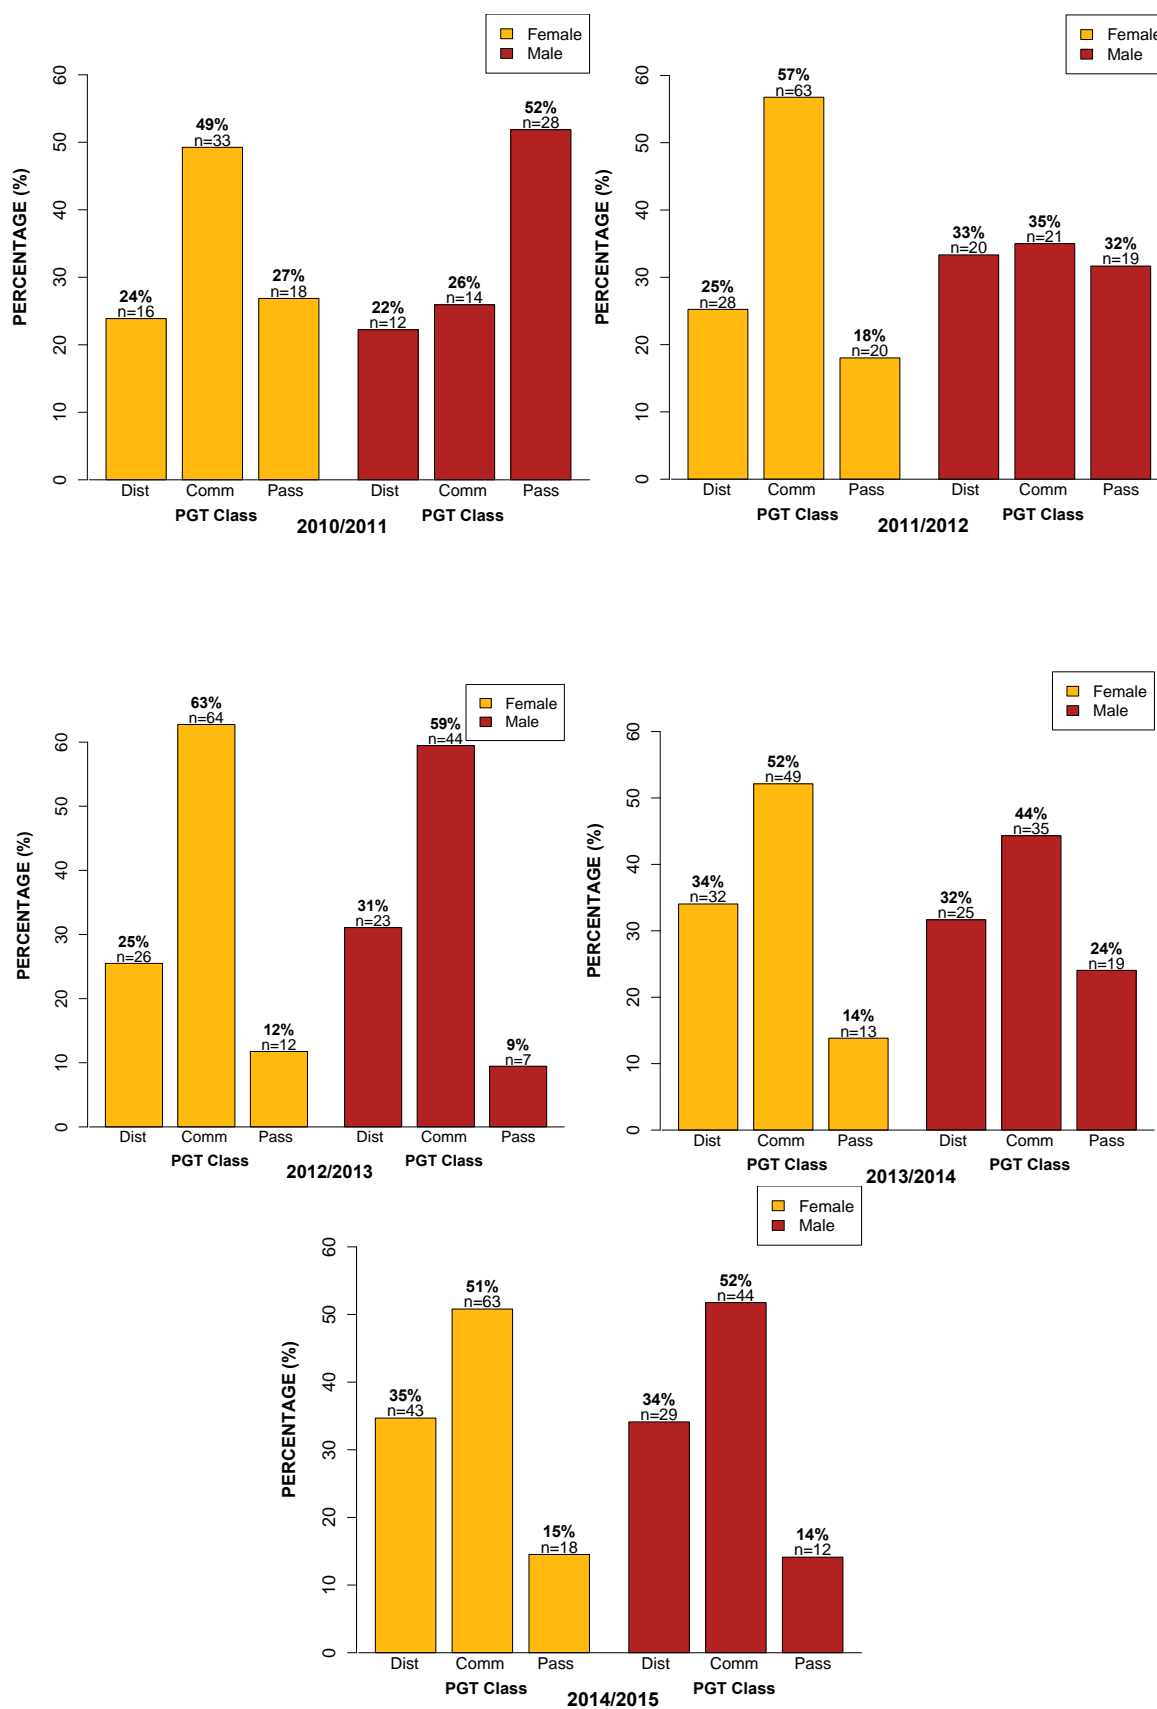 Female
Male
PERCENTAGE (%)
60
50
40
30
20
10
0
24%
n=16
49%
n=33
27%
n=18
22%
n=12
26%
n=14
52%
n=28
Dist Comm Pass Dist Comm Pass
PGT Class PGT Class
2010/2011
Female
Male
PERCENTAGE (%)
60
50
40
30
20
10
0
25%
n=28
57%
n=63
18%
n=20
33%
n=20
35%
n=21
32%
n=19
Dist Comm Pass Dist Comm Pass
PGT Class PGT Class
2011/2012
Female
Male
PERCENTAGE (%)
60
50
40
30
20
10
0
25%
n=26
63%
n=64
12%
n=12
31%
n=23
59%
n=44
9%
n=7
Dist Comm Pass Dist Comm Pass
PGT Class PGT Class
2012/2013
Female
Male
PERCENTAGE (%)
60
50
40
30
20
10
0
34%
n=32
52%
n=49
14%
n=13
32%
n=25
44%
n=35
24%
n=19
Dist Comm Pass Dist Comm Pass
PGT Class PGT Class
2013/2014
Female
Male
PERCENTAGE (%)
60
50
40
30
20
10
0
35%
n=43
51%
n=63
15%
n=18
34%
n=29
52%
n=44
14%
n=12
Dist Comm Pass Dist Comm Pass
PGT Class PGT Class
2014/2015